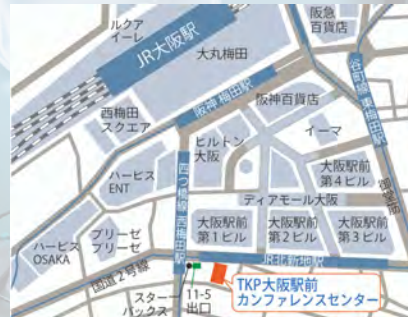 ルクア
イーレ
JR大阪駅
大丸梅田
阪急
百貨店
谷町線 東梅田駅
阪神 梅田駅
阪神百貨店
西梅田
スクエア
ヒルトン
大阪
イーマ
ハービス
ENT
四つ橋線 西梅田駅
大阪駅前
第4ビル
ディアモール大阪
御堂筋
ハービス
OSAKA
ブリーゼ
ブリーゼ
大阪駅前
第1ビル
大阪駅前
第2ビル
大阪駅前
第3ビル
JR北新地駅
国道2号線
スター
バックス
11-5
出口
TKP大阪駅前
カンファレンスセンター